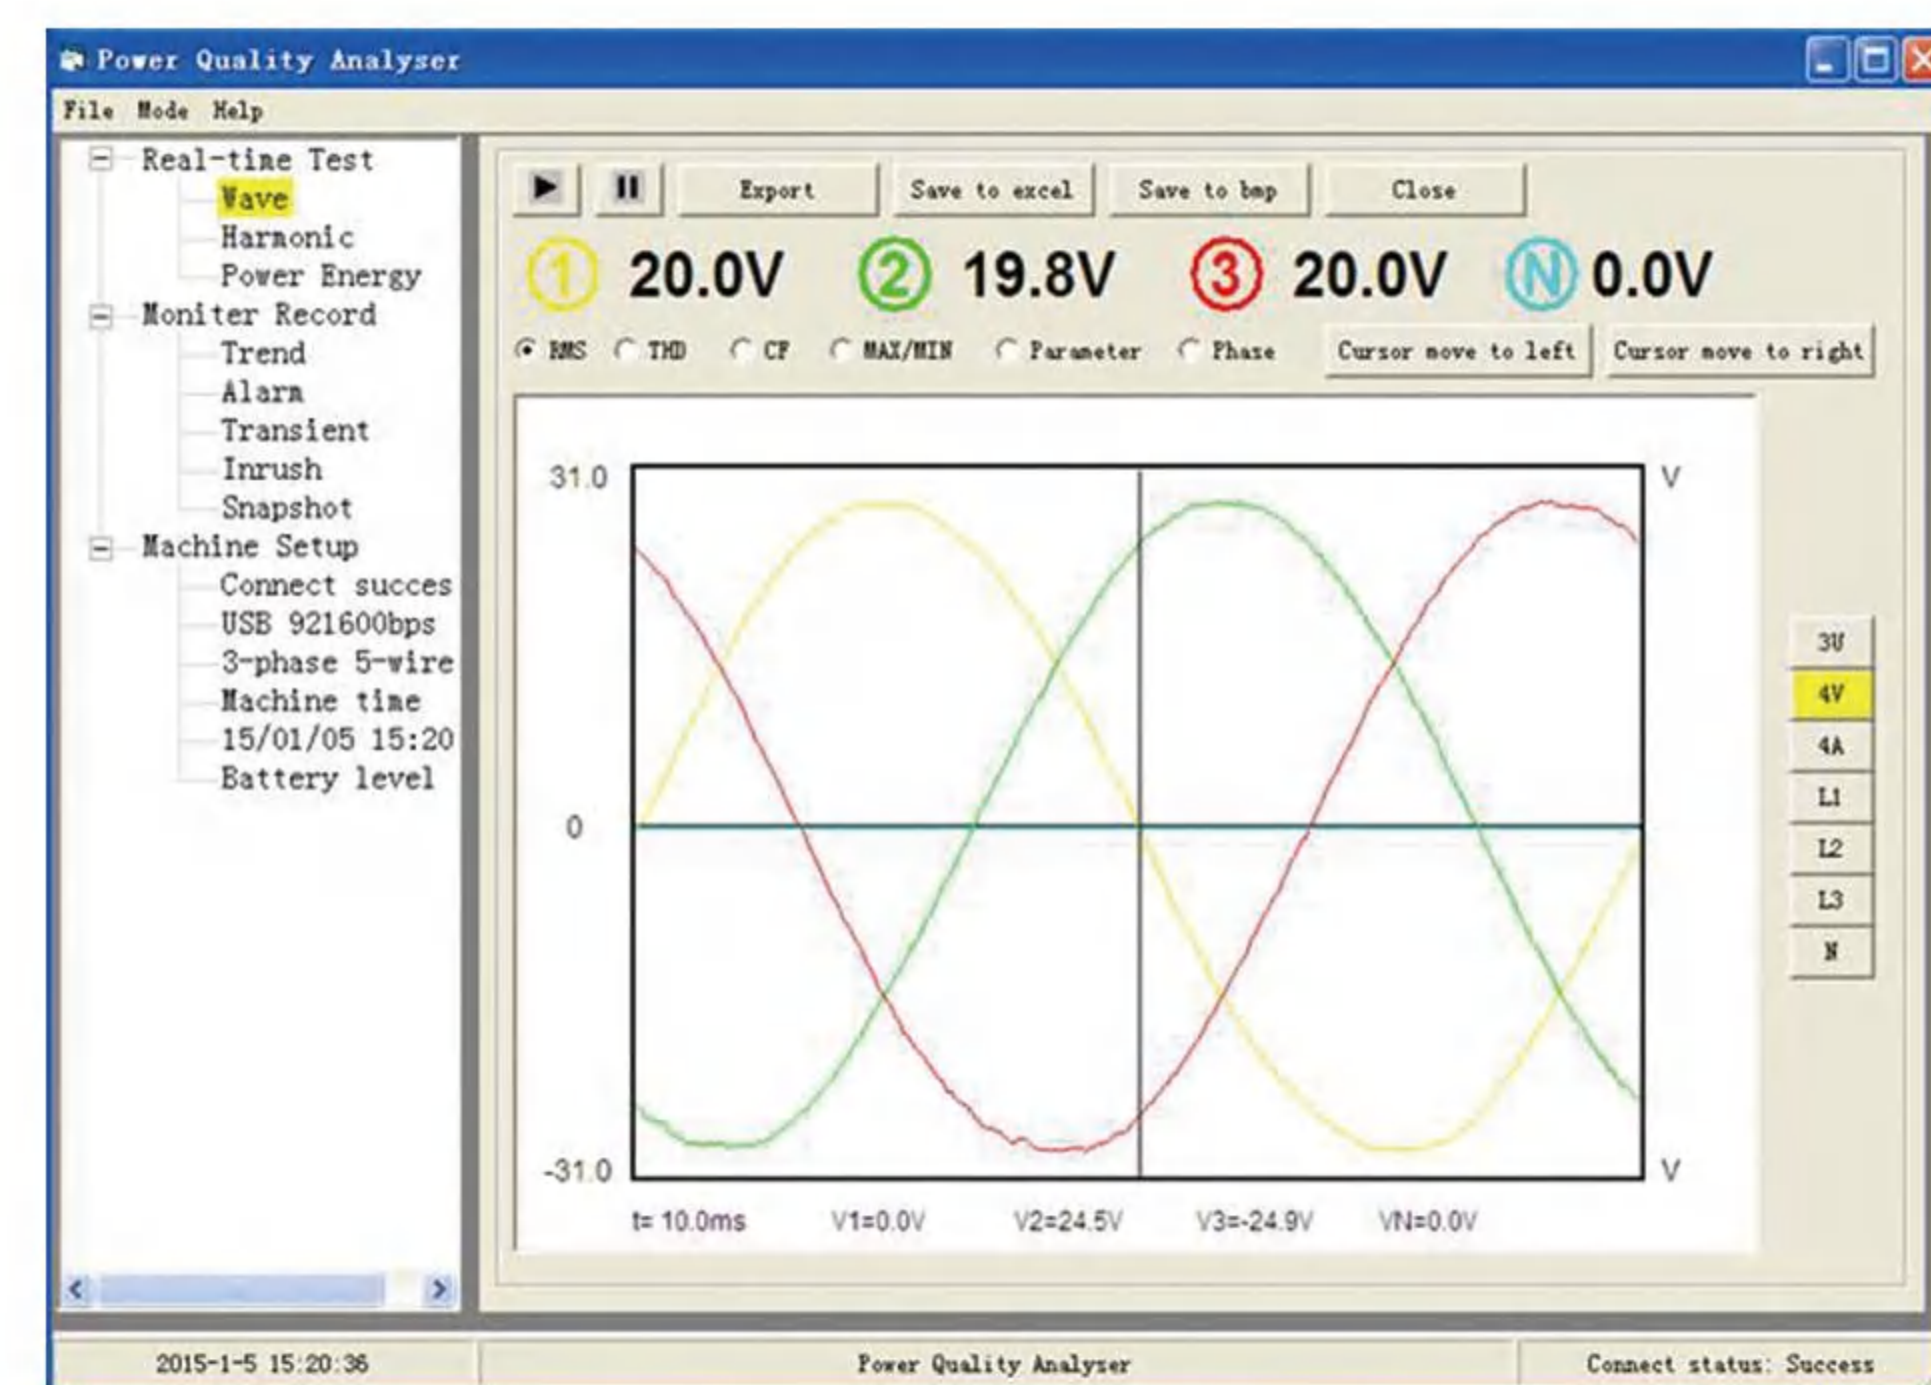 Power Quality Analyser
File Mode Help
Real-time Test
Wave
Harmonic
Power Energy
Moniter Record
Trend
Alarm
Transient
Inrush
Snapshot
Machine Setup
Connect succes
USB 921600bps
3-phase 5-wire
Machine time
15/01/05 15:20
Battery level
Export Save to excel Save to bmp Close
1 20.0V 2 19.8V 3 20.0V N 0.0V
RMS THD CF MAX/MIN Parameter Phase Cursor move to left Cursor move to right
31.0 V
0
-31.0 V
t= 10.0ms V1=0.0V V2=24.5V V3=-24.9V VN=0.0V
3U
4V
4A
L1
L2
L3
N
2015-1-5 15:20:36 Power Quality Analyser Connect status: Success